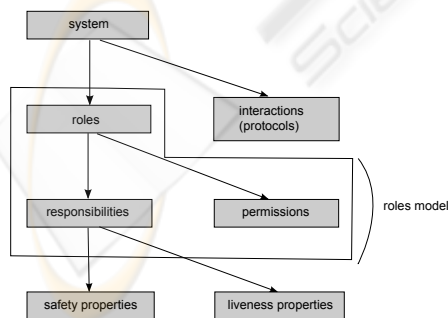 system
roles
interactions
(protocols)
responsibilities
permissions
roles model
safety properties
liveness properties